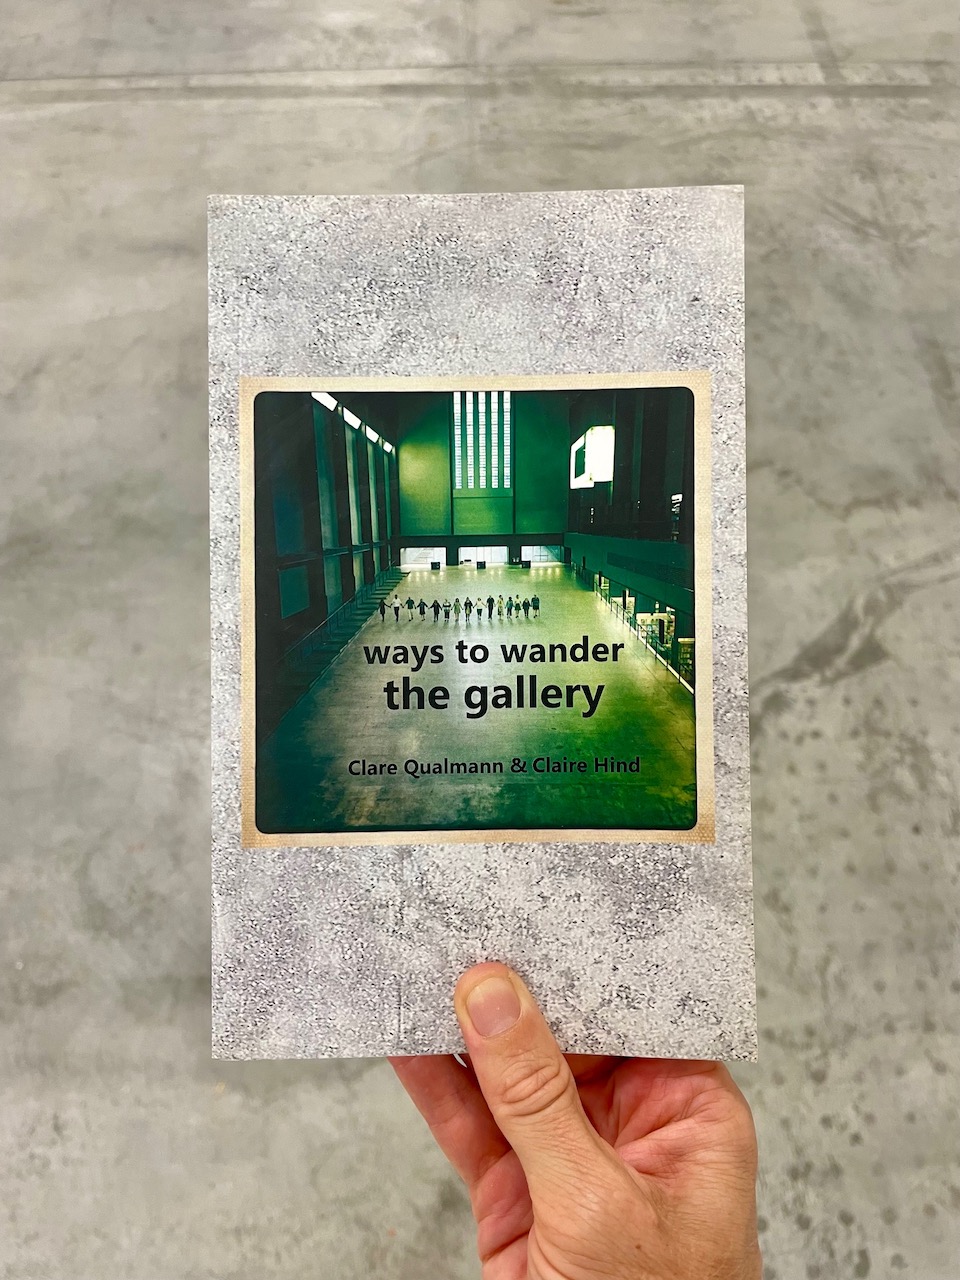 ways to wander
the gallery
Clare Qualmann & Claire Hind